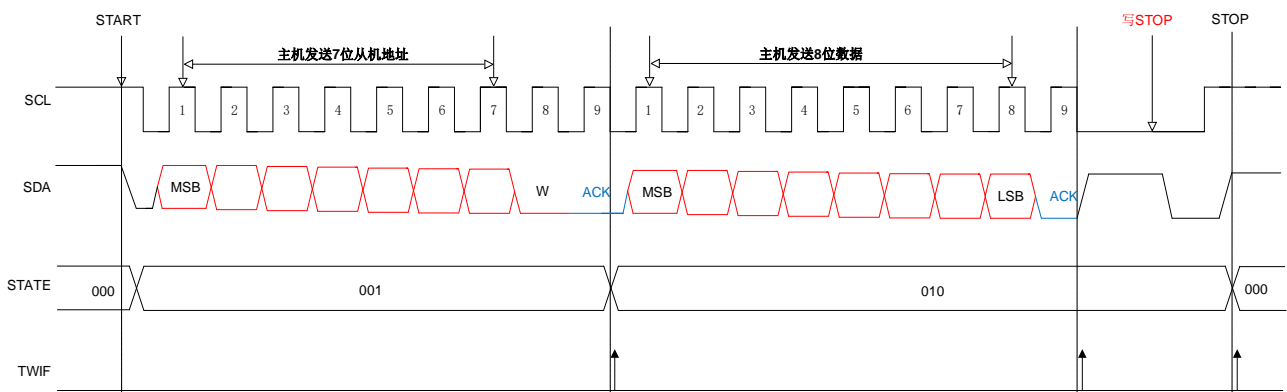 START
写STOP
STOP
主机发送7位从机地址
主机发送8位数据
SCL
1 2 3 4 5 6 7 8 9 1 2 3 4 5 6 7 8 9
SDA
MSB W ACK MSB LSB ACK
STATE
000 001 010 000
TWIF